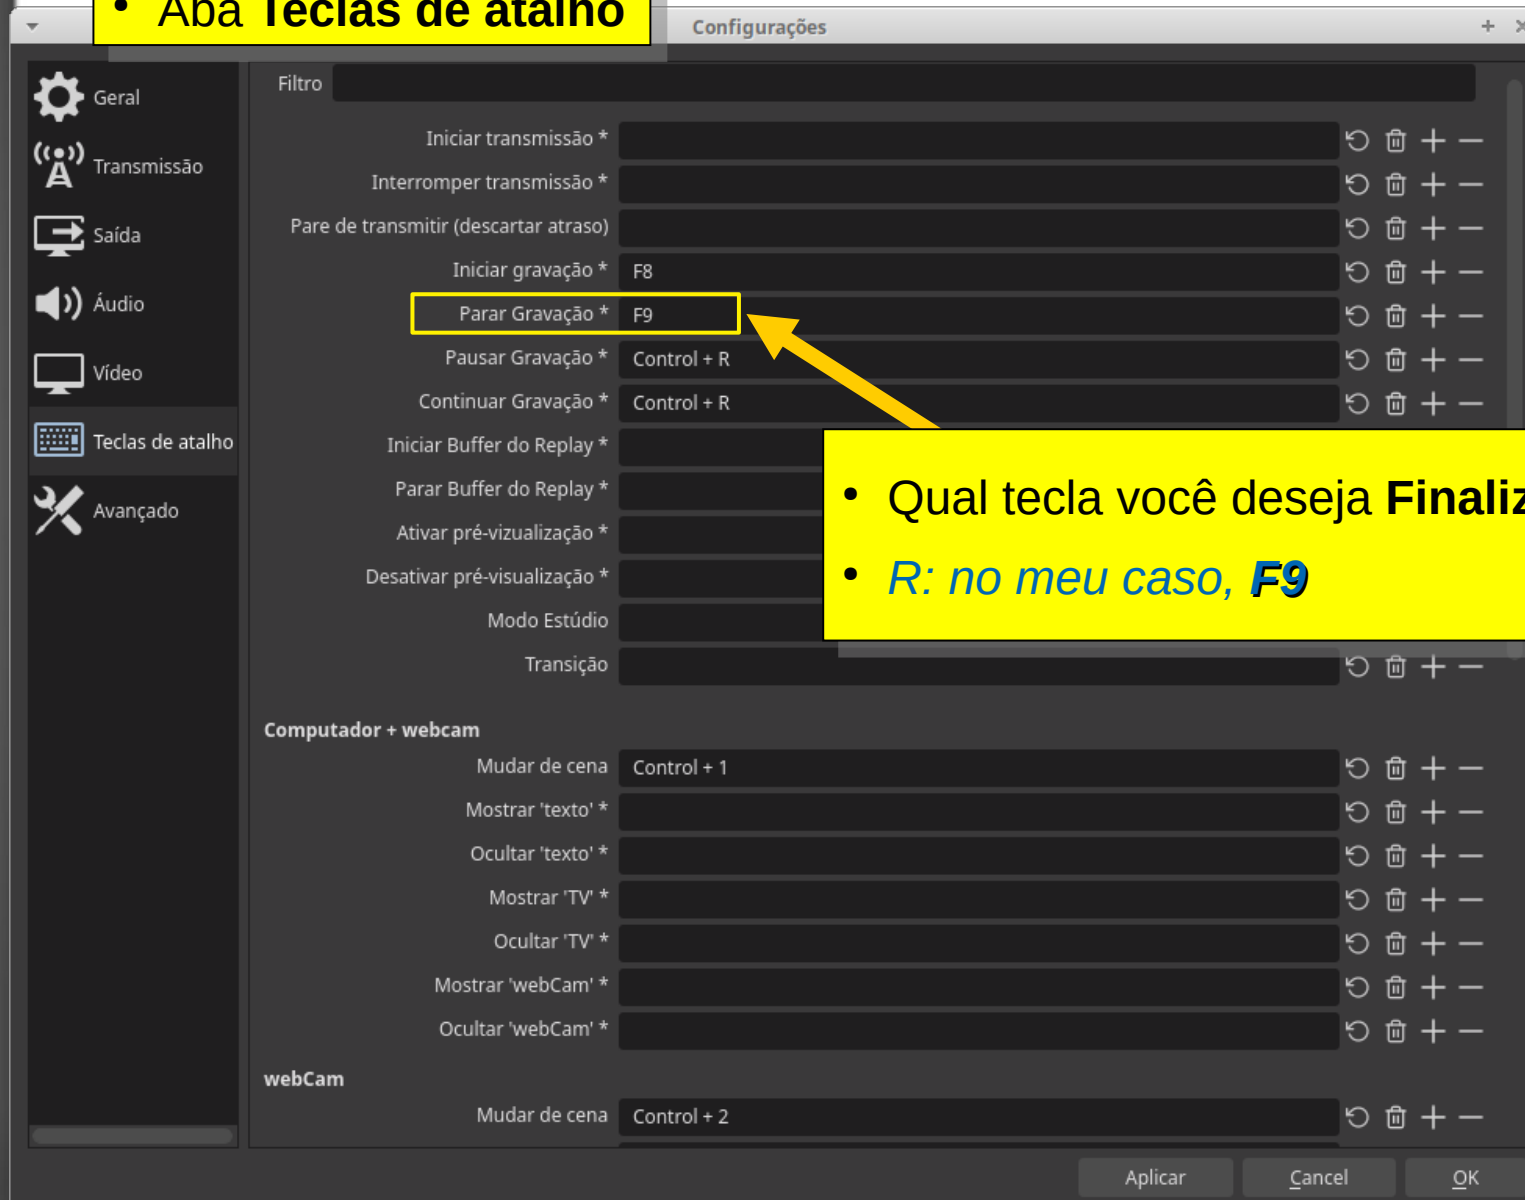 • Aba Teclas de atalho
Configurações
Geral
Transmissão
Saída
Áudio
Vídeo
Teclas de atalho
Avançado
Filtro
Iniciar transmissão *
Interromper transmissão *
Pare de transmitir (descartar atraso)
Iniciar gravação * F8
Parar Gravação * F9
Pausar Gravação * Control + R
Continuar Gravação * Control + R
Iniciar Buffer do Replay *
Parar Buffer do Replay *
Ativar pré-vizualização *
Desativar pré-visualização *
Modo Estúdio
Transição
• Qual tecla você deseja Finaliz
• R: no meu caso, F9
Computador + webcam
Mudar de cena Control + 1
Mostrar 'texto' *
Ocultar 'texto' *
Mostrar 'TV' *
Ocultar 'TV' *
Mostrar 'webCam' *
Ocultar 'webCam' *
webCam
Mudar de cena Control + 2
Aplicar Cancel OK